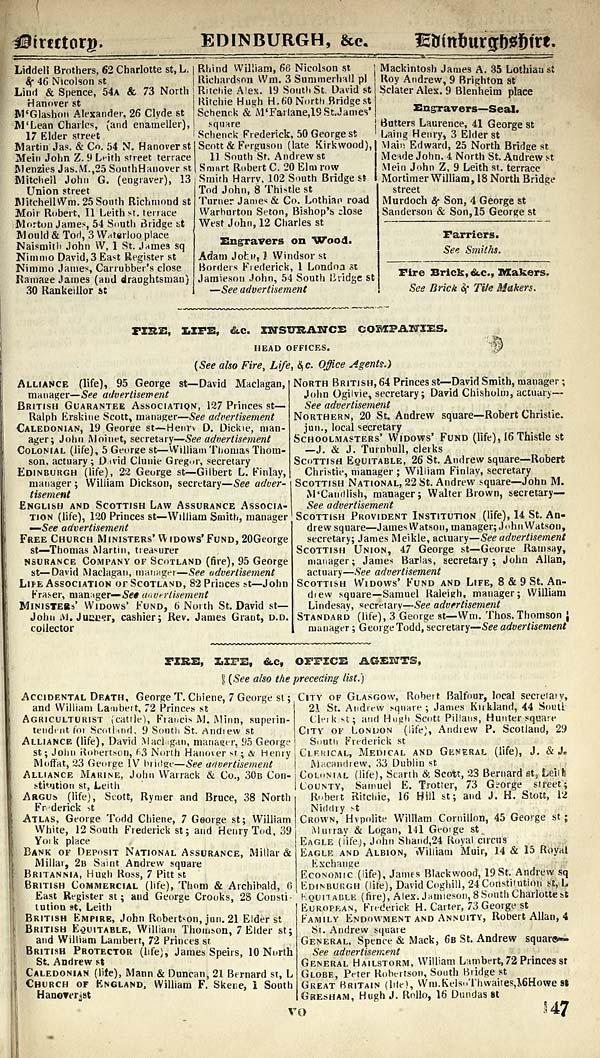 Directory.
EDINBURGH, &c.
Edinburghshire.
Liddell Brothers, 62 Charlotte st, L.
& 46 Nicolson st
Lind & Spence, 54A & 73 North
Hanover st
M'Glashon Alexander, 26 Clyde st
M'Lean Charles, (and enameller),
17 Elder street
Martin Jas. & Co. 54 N. Hanover st
Mein John Z. 9 Leith street terrace
Menzies Jas. M., 25 South Hanover st
Mitchell John G. (engraver), 13
Union street
Mitchell Wm. 25 South Richmond st
Moir Robert, 11 Leith st. terrace
Morton James, 54 South Bridge st
Mould & Tod, 3 Waterloo place
Naismith John W, 1 St. James sq
Nimmo David, 3 East Register st
Nimmo James, Carrubber's close
Ramage James (and draughtsman)
30 Rankeillor st
Rhind William, 66 Nicolson st
Richardson Wm. 3 Summerhall pl
Ritchie Alex. 19 South St. David st
Ritchie Hugh H. 60 North Bridge st
Schenck & M'Farlane, 19 St. James'
square
Schenck Frederick, 50 George st
Scott & Ferguson (late Kirkwood),
11 South St. Andrew st
Smart Robert C. 20 Elm row
Smith Harry, 102 South Bridge st
Tod John, 8 Thistle st
Turner James & Co. Lothian road
Warburton Seton, Bishop's close
West John, 12 Charles st
Engravers on Wood.
Adam John, 1 Windsor st
Borders Frederick, 1 London st
Jamieson John, 54 South Bridge st
—See advertisement
Mackintosh James A. 35 Lothian st
Roy Andrew, 9 Brighton st
Sclater Alex. 9 Blenheim place
Engravers—Seal.
Butters Laurence, 41 George st
Laing Henry, 3 Elder st
Main Edward, 25 North Bridge st
Meade John. 4 North St. Andrew st
Mein John Z, 9 Leith st. terrace
Mortimer William, 18 North Bridge
street
Murdoch & Son, 4 George st
Sanderson & Son, 15 George st
Farriers.
See Smiths.
Fire Brick, &c., Makers.
See Brick & Tile Makers.
FIRE, LIFE, &c. INSURANCE COMPANIES.
HEAD OFFICES.
(See also Fire, Life, &c. Office Agents.)
ALLIANCE (life), 95 George st—David Maclagan,
manager—See advertisement
BRITISH GUARANTEE ASSOCIATION, 127 Princes st—
Ralph Erskine Scott, manager—See advertisement
CALEDONIAN, 19 George st—Henry D. Dickie, man-
ager; John Moinet, secretary—See advertisement
COLONIAL (life), 5 George st—William Thomas Thom-
son, actuary; David Clunie Gregor, secretary
EDINBURGH (life), 22 George st—Gilbert L. Finlay,
manager; William Dickson, secretary—See adver-
tisement
ENGLISH AND SCOTTISH LAW ASSURANCE ASSOCIA-
TION (life), 120 Princes st—William Smith, manager
—See advertisement
FREE CHURCH MINISTERS' WIDOWS' FUND, 20 George
st—Thomas Martin, treasurer
NSURANCE COMPANY OF SCOTLAND (fire), 95 George
st—David Maclagan, manager—See advertisement
LIFE ASSOCIATION OF SCOTLAND, 82 Princes st—John
Fraser, manager—See advertisement
MINISTERS' WIDOWS' FUND, 6 North St. David st—
John M. Jugger, cashier; Rev. James Grant, D.D.
collector
NORTH BRITISH, 64 Princes st—David Smith, manager;
John Ogilvie, secretary; David Chisholm, actuary—
See advertisement
NORTHERN, 20 St. Andrew square—Robert Christie.
jun., local secretary
SCHOOLMASTERS' WIDOWS' FUND (life), 16 Thistle st
—J. & J. Turnbull, clerks
SCOTTISH EQUITABLE, 26 St. Andrew square—Robert
Christie, manager; William Finlay, secretary
SCOTTISH NATIONAL, 22 St. Andrew square—John M.
M'Candlish, manager; Walter Brown, secretary—
See advertisement
SCOTTISH PROVIDENT INSTITUTION (life), 14 St. An-
drew square—James Watson, manager; John Watson,
secretary; James Meikle, actuary—See advertisement
SCOTTISH UNION, 47 George st—George Ramsay,
manager; James Barlas, secretary; John Allan,
actuary—See advertisement
SCOTTISH WIDOWS' FUND AND LIFE, 8 & 9 St. An-
drew square—Samuel Raleigh, manager; William
Lindesay, secretary—See advertisement
STANDARD (life), 3 George st—Wm. Thos. Thomson;
manager; George Todd, secretary—See advertisement
FIRE, LIFE, &c, OFFICE AGENTS,
(See also the preceding list.)
ACCIDENTAL DEATH, George T. Chiene, 7 George st;
and William Lambert, 72 Princes st
AGRICULTURIST (cattle), Francis M. Minn, superin-
tendent for Scotland, 9 South St. Andrew st
ALLIANCE (life), David Maclagan, manager, 95 George
st; John Robertson, 63 North Hanover st; & Henry
Moffat, 23 George IV bridge—See advertisement
ALLIANCE MARINE, John Warrack & Co., 30B Con-
stitution st, Leith
ARGUS (life), Scott, Rymer and Bruce, 38 North
Frederick st
ATLAS, George Todd Chiene, 7 George st; William
White, 12 South Frederick st; and Henry Tod, 39
York place
BANK OF DEPOSIT NATIONAL ASSURANCE, Millar &
Millar, 2B Saint Andrew square
BRITANNIA, Hugh Ross, 7 Pitt st
BRITISH COMMERCIAL (life), Thom & Archibald, 6
East Register st; and George Crooks, 28 Consti-
tution st, Leith
BRITISH EMPIRE, John Robertson, jun. 21 Elder st
BRITISH EQUITABLE, William Thomson, 7 Elder st;
and William Lambert, 72 Princes st
BRITISH PROTECTOR (life), James Speirs, 10 North
St. Andrew st
CALEDONIAN (life), Mann & Duncan, 21 Bernard st, L
CHURCH OF ENGLAND, William F. Skene, 1 South
Hanover st
CITY OF GLASGOW, Robert Balfour, local secretary,
21 St. Andrew square; James Kirkland, 44 South
Clerk st; and Hugh Scott Pillans, Hunter square
CITY OF LONDON (life), Andrew P. Scotland, 29
South Frederick st
CLERICAL, MEDICAL AND GENERAL (life), J. & J.
Macandrew, 33 Dublin st
COLONIAL (life), Scarth & Scott, 23 Bernard st, Leith
COUNTY, Samuel E. Trotter, 73 George street;
Robert Ritchie, 16 Hill st; and J. H. Stott, 12
Niddry st
CROWN, Hypolite Willlam Cornillon, 45 George st;
Murray & Logan, 141 George st
EAGLE (life), John Shand, 24 Royal circus
EAGLE AND ALBION, William Muir, 14 & 15 Royal
Exchange
ECONOMIC (life), James Blackwood, 19 St. Andrew sq
EDINBURGH (life), David Coghill, 24 Constitution st, L
EQUITABLE (fire), Alex. Jamieson, 8 South Charlotte st
EUROPEAN, Frederick H. Carter, 73 George st
FAMILY ENDOWMENT AND ANNUITY, Robert Allan, 4
St. Andrew square
GENERAL, Spence & Mack, 6B St. Andrew square—
See advertisement
GENERAL HAILSTORM, William Lambert, 72 Princes st
GLOBE, Peter Robertson, South Bridge st
GREAT BRITAIN (life), Wm. Kelso Thwaites, 16 Howe st
GRESHAM, Hugh J. Rollo, 16 Dundas st
VO
347